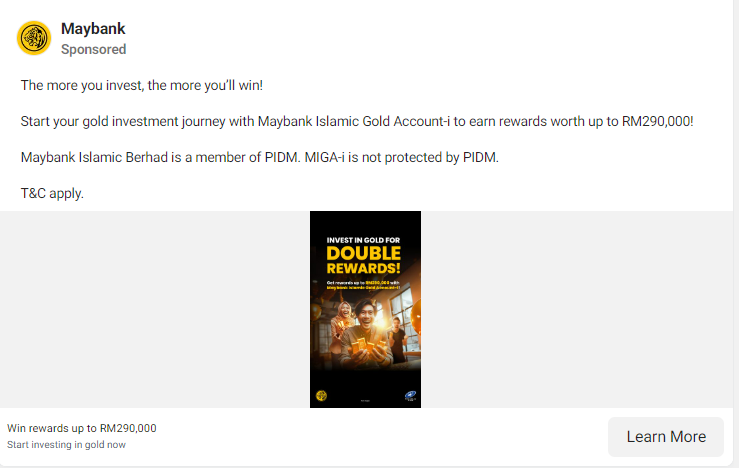 Maybank
Sponsored
The more you invest, the more you'll win!
Start your gold investment journey with Maybank Islamic Gold Account-i to earn rewards worth up to RM290,000!
Maybank Islamic Berhad is a member of PIDM. MIGA-i is not protected by PIDM.
T&C apply.
INVEST IN GOLD FOR
DOUBLE
REWARDS!
Get rewards up to RM290,000 with
Maybank Islamic Gold Account-i!
Win rewards up to RM290,000
Start investing in gold now
Learn More